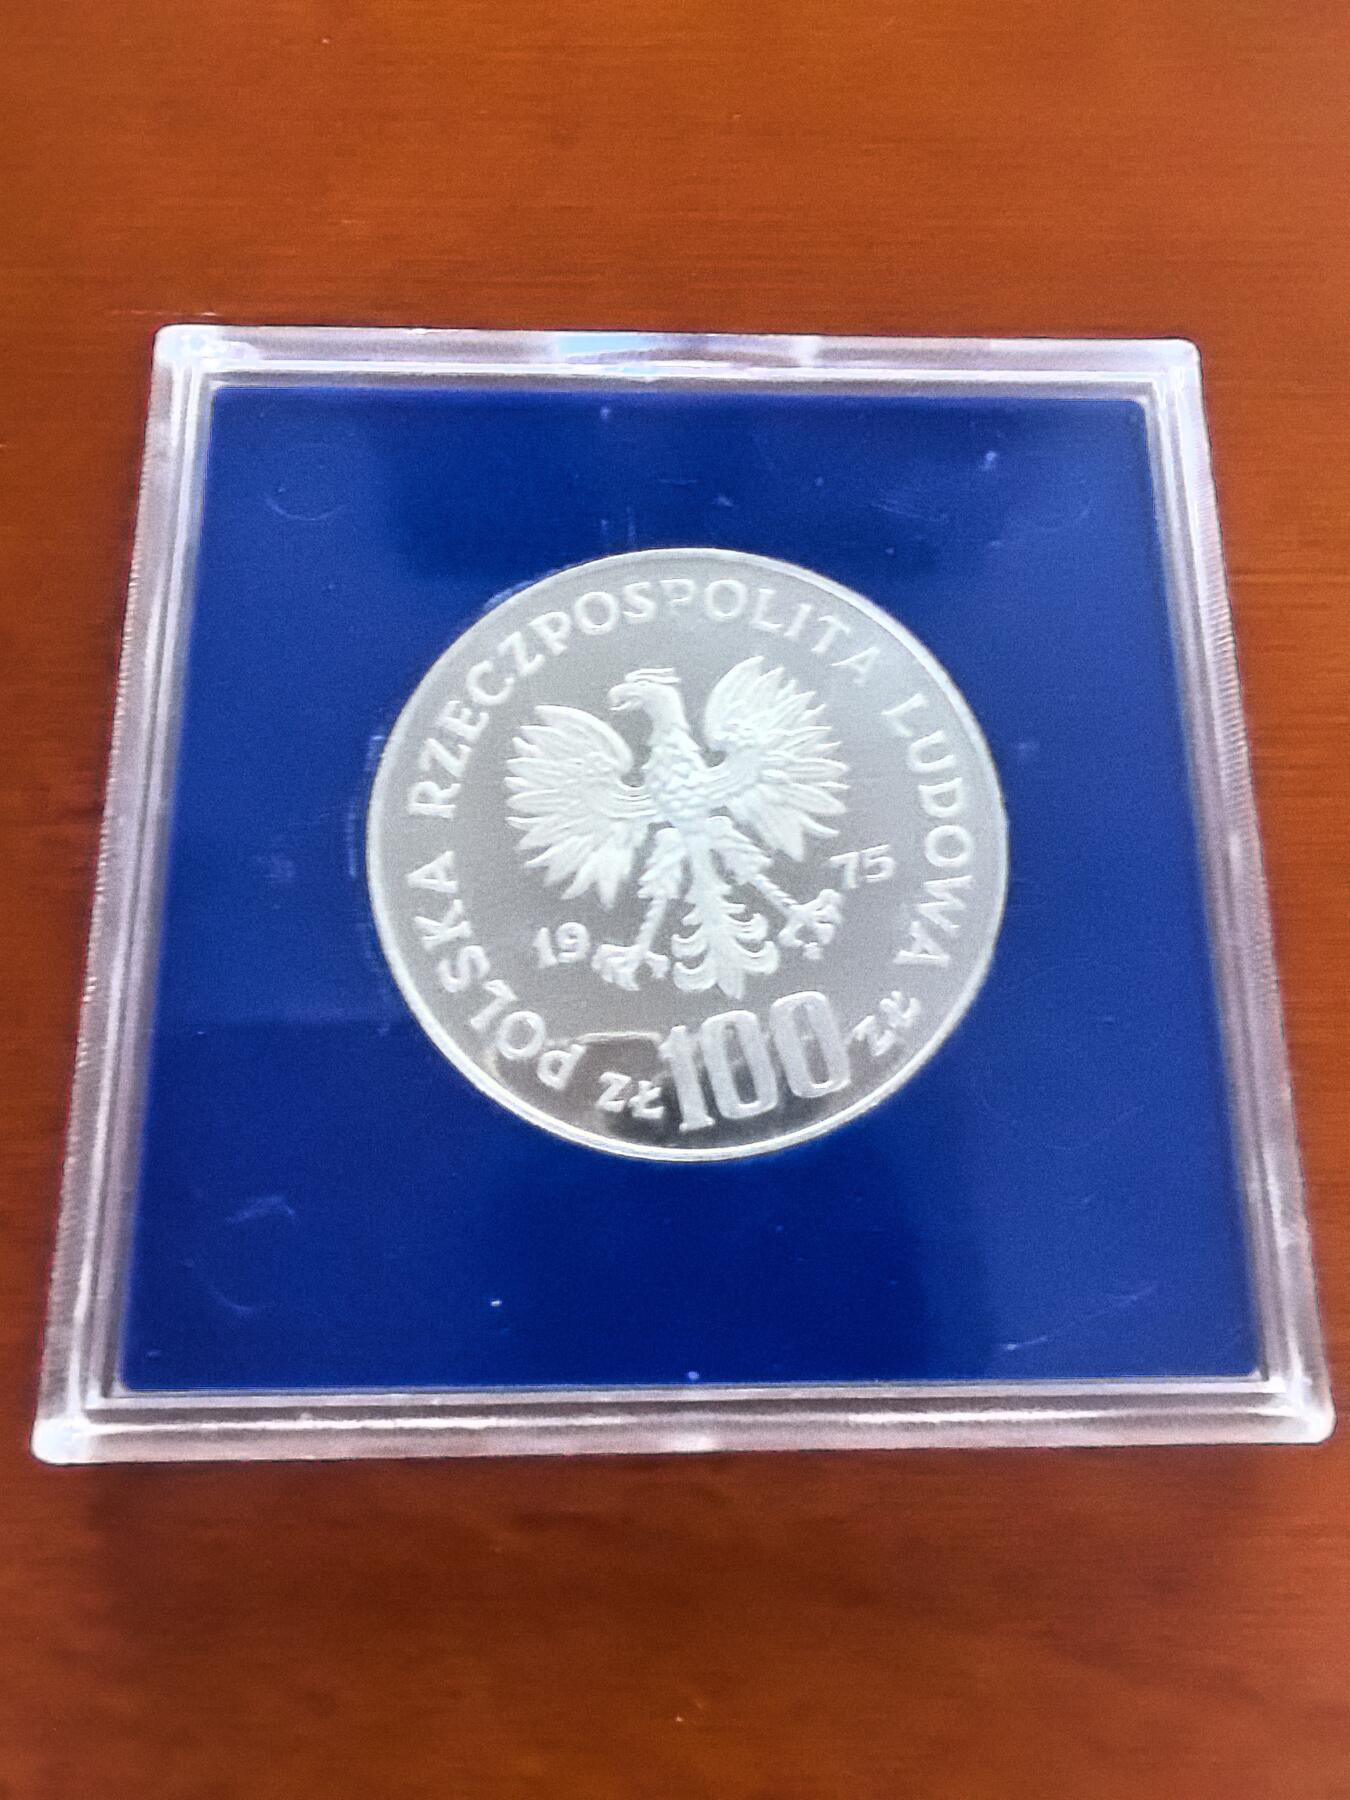 POLSKA RZECZPOSPOLITA LUDOWA
19 75
zł 100 zł